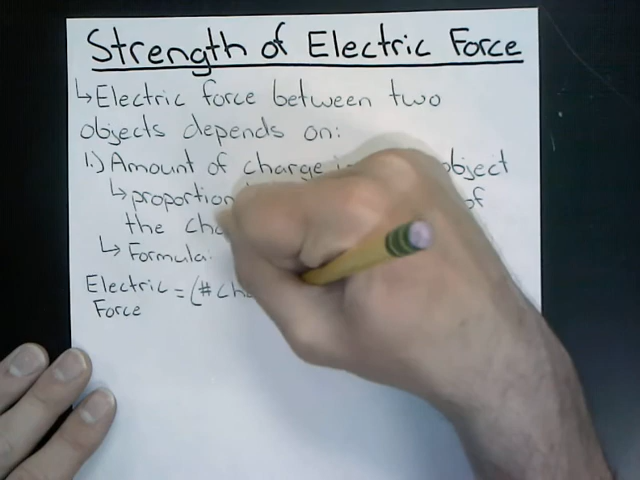 Strength of Electric Force
↳Electric force between two
objects depends on:
1.) Amount of charge object
↳proportion of
the cha
↳ Formula:
Electric = (#Cha
Force